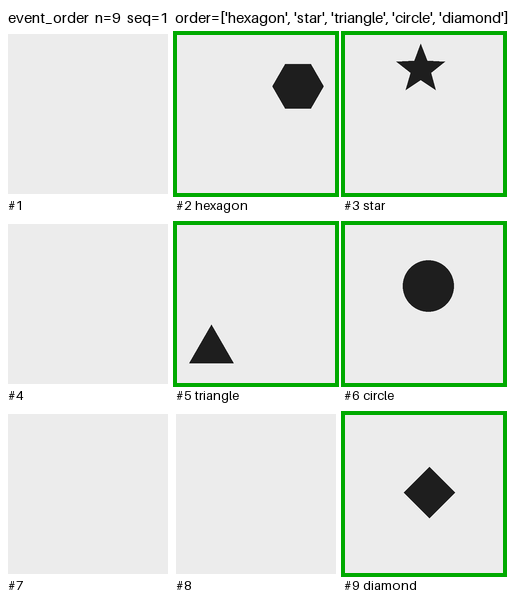 event_order n=9 seq=1 order=['hexagon', 'star', 'triangle', 'circle', 'diamond']
#1
#2 hexagon
#3 star
#4
#5 triangle
#6 circle
#7
#8
#9 diamond